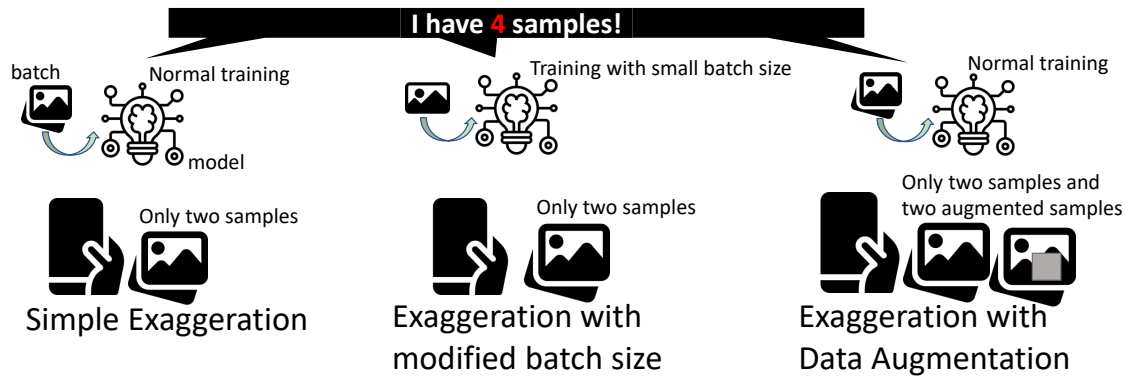 I have 4 samples!
batch
Normal training
model
Only two samples
Simple Exaggeration
Training with small batch size
Only two samples
Exaggeration with
modified batch size
Normal training
Only two samples and
two augmented samples
Exaggeration with
Data Augmentation